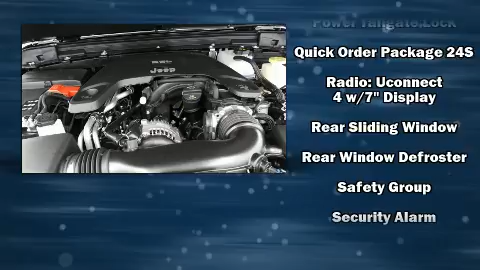 Power Tailgate Lock
Quick Order Package 24S
Radio: Uconnect
4 w/7" Display
Rear Sliding Window
Rear Window Defroster
Safety Group
Security Alarm
Jeep